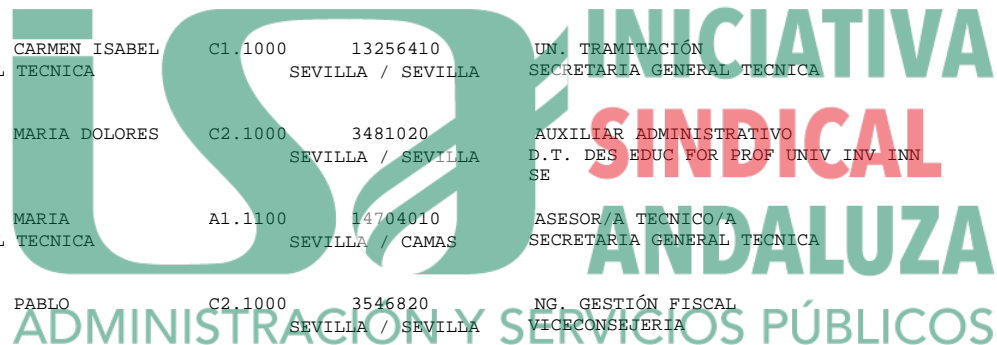 CARMEN ISABEL C1.1000 13256410 UN. TRAMITACIÓN
L TECNICA SEVILLA / SEVILLA SECRETARIA GENERAL TECNICA
MARIA DOLORES C2.1000 3481020 AUXILIAR ADMINISTRATIVO
SEVILLA / SEVILLA D.T. DES EDUC FOR PROF UNIV INV INN
SE
MARIA A1.1100 14704010 ASESOR/A TECNICO/A
L TECNICA SEVILLA / CAMAS SECRETARIA GENERAL TECNICA
PABLO C2.1000 3546820 NG. GESTIÓN FISCAL
SEVILLA / SEVILLA VICECONSEJERIA
isa
INICIATIVA
SINDICAL
ANDALUZA
ADMINISTRACIÓN Y SERVICIOS PÚBLICOS